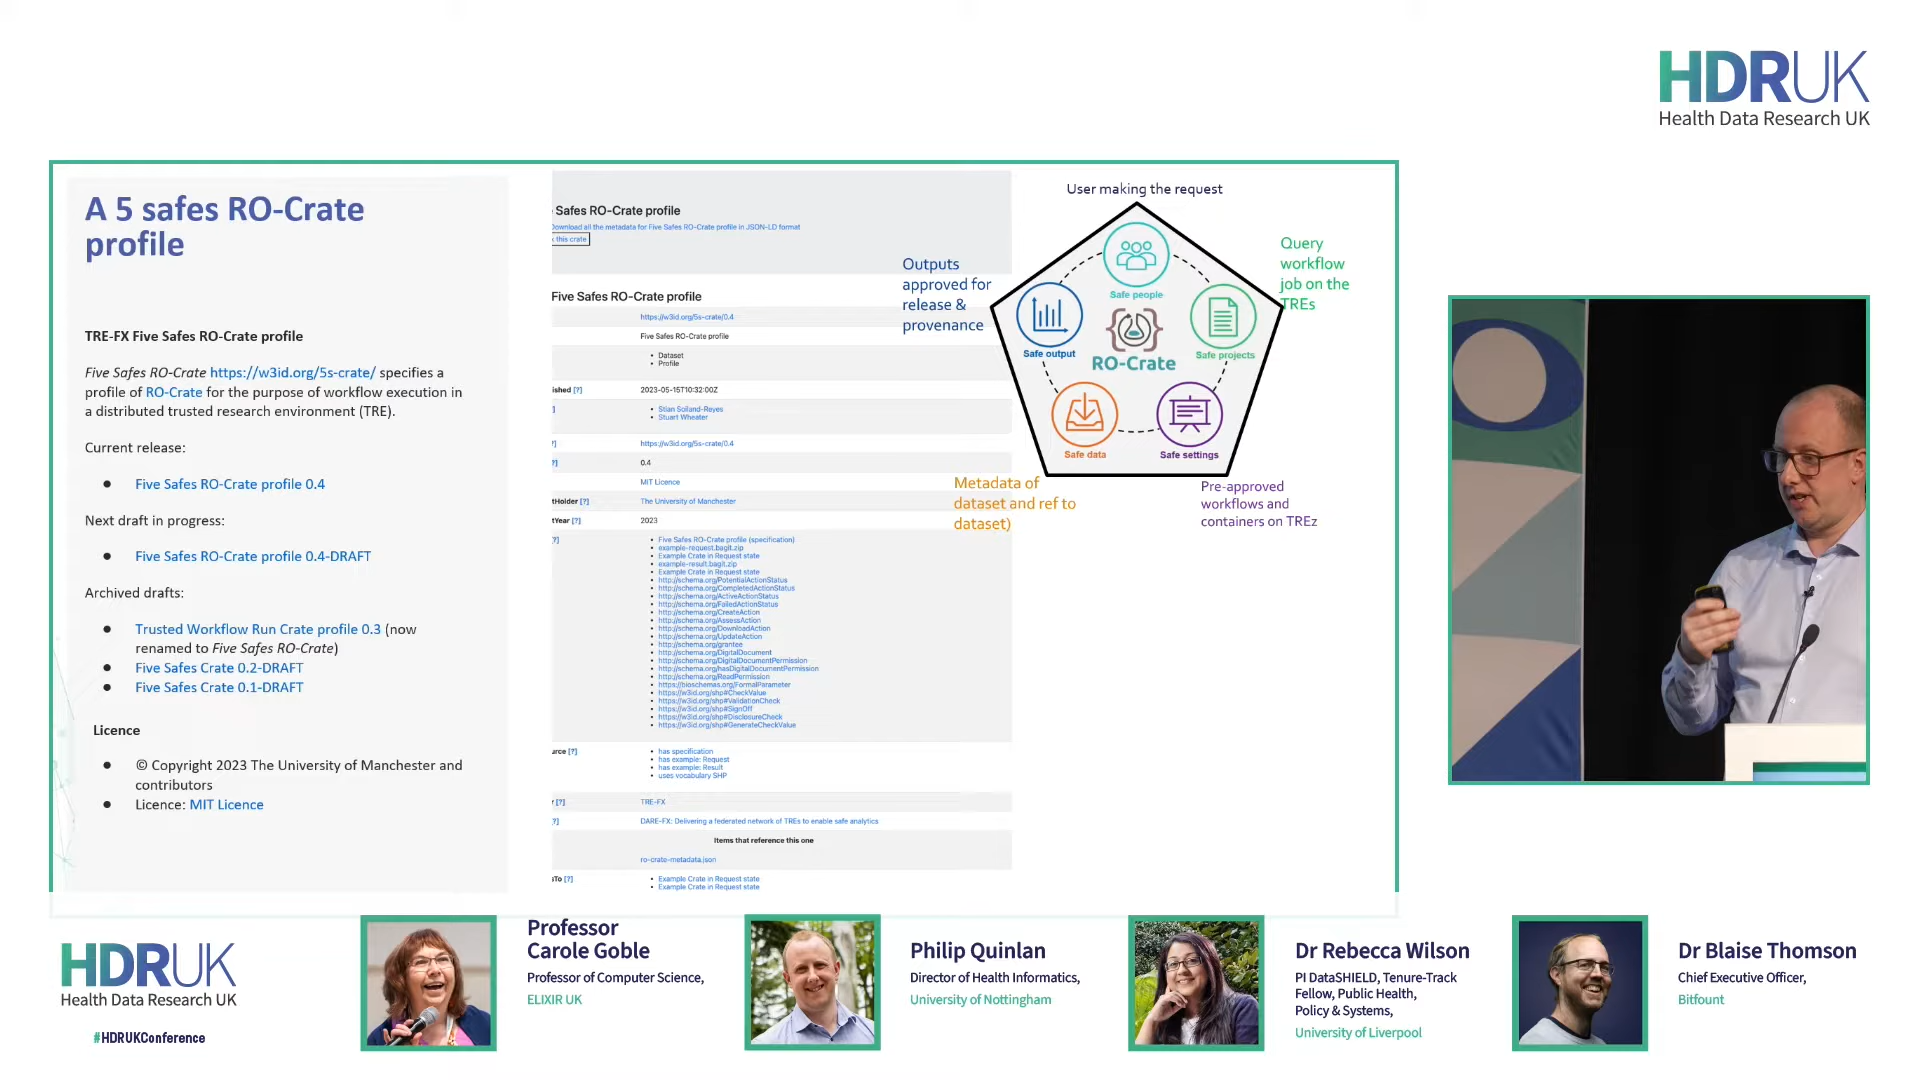 HDRUK
Health Data Research UK
A 5 safes RO-Crate
profile
TRE-FX Five Safes RO-Crate profile
Five Safes RO-Crate https://w3id.org/5s-crate/ specifies a
profile of RO-Crate for the purpose of workflow execution in
a distributed trusted research environment (TRE).
Current release:
Five Safes RO-Crate profile 0.4
Next draft in progress:
Five Safes RO-Crate profile 0.4-DRAFT
Archived drafts:
Trusted Workflow Run Crate profile 0.3 (now
renamed to Five Safes RO-Crate)
Five Safes Crate 0.2-DRAFT
Five Safes Crate 0.1-DRAFT
Licence
© Copyright 2023 The University of Manchester and
contributors
Licence: MIT Licence
Safes RO-Crate profile
Download all the metadata for Five Safes RO-Crate profile in JSON-LD format
this crate
Five Safes RO-Crate profile
https://w3id.org/5s-crate/0.4
Five Safes RO-Crate profile
Dataset
Profile
ished [?] 2023-05-15T10:32:00Z
Stian Soiland-Reyes
Stuart Wheater
?] https://w3id.org/5s-crate/0.4
?] 0.4
MIT Licence
tHolder [?] The University of Manchester
tYear [?] 2023
?]
Five Safes RO-Crate profile (specification)
example-request.bagit.zip
Example Crate in Request state
example-result.bagit.zip
Example Crate in Request state
http://schema.org/PotentialActionStatus
http://schema.org/CompletedActionStatus
http://schema.org/ActiveActionStatus
http://schema.org/FailedActionStatus
http://schema.org/CreateAction
http://schema.org/AssessAction
http://schema.org/DownloadAction
http://schema.org/UpdateAction
http://schema.org/grantee
http://schema.org/DigitalDocument
http://schema.org/DigitalDocumentPermission
http://schema.org/hasDigitalDocumentPermission
http://schema.org/ReadPermission
https://bioschemas.org/FormalParameter
https://w3id.org/shp#CheckValue
https://w3id.org/shp#ValidationCheck
https://w3id.org/shp#SignOff
https://w3id.org/shp#DisclosureCheck
https://w3id.org/shp#GenerateCheckValue
urce [?]
has specification
has example: Request
has example: Result
uses vocabulary SHP
r [?] TRE-FX
?] DARE-FX: Delivering a federated network of TREs to enable safe analytics
Items that reference this one
ro-crate-metadata.json
sTo [?]
Example Crate in Request state
Example Crate in Request state
User making the request
Query
workflow
job on the
TREs
Outputs
approved for
release &
provenance
Safe people
Safe output
Safe projects
RO-Crate
Safe data
Safe settings
Metadata of
dataset and ref to
dataset)
Pre-approved
workflows and
containers on TREz
HDRUK
Health Data Research UK
#HDRUKConference
Professor
Carole Goble
Professor of Computer Science,
ELIXIR UK
Philip Quinlan
Director of Health Informatics,
University of Nottingham
Dr Rebecca Wilson
PI DataSHIELD, Tenure-Track
Fellow, Public Health,
Policy & Systems,
University of Liverpool
Dr Blaise Thomson
Chief Executive Officer,
Bitfount